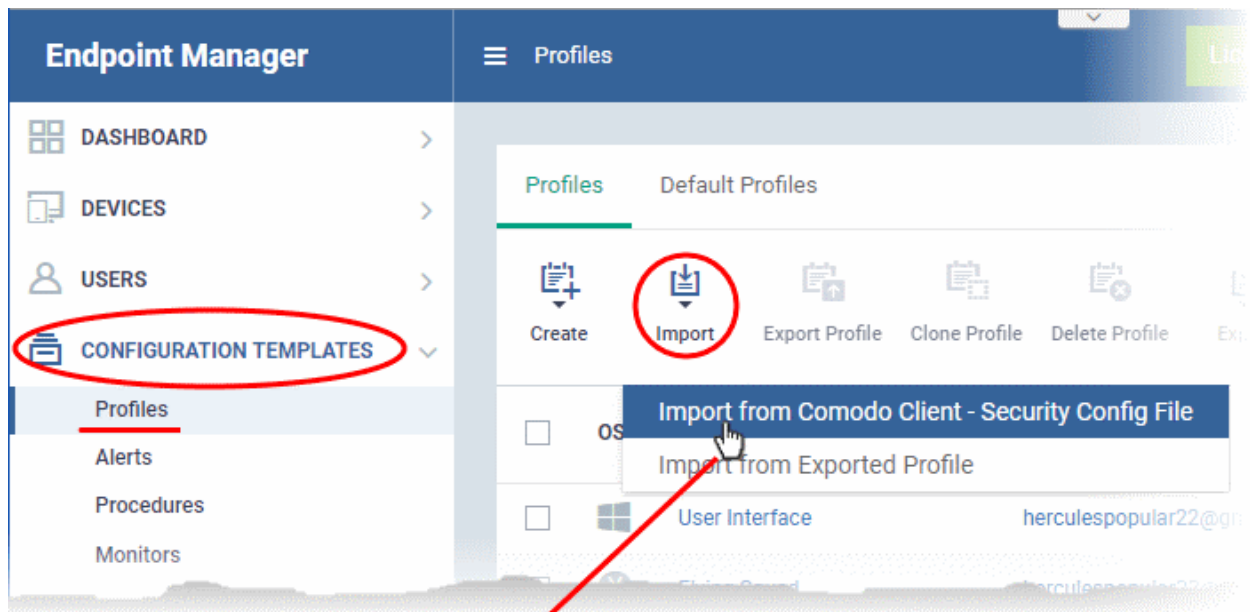 Endpoint Manager
Profiles
DASHBOARD
DEVICES
USERS
CONFIGURATION TEMPLATES
Profiles
Alerts
Procedures
Monitors
Profiles Default Profiles
Create Import Export Profile Clone Profile Delete Profile
OS
Import from Comodo Client - Security Config File
Import from Exported Profile
User Interface